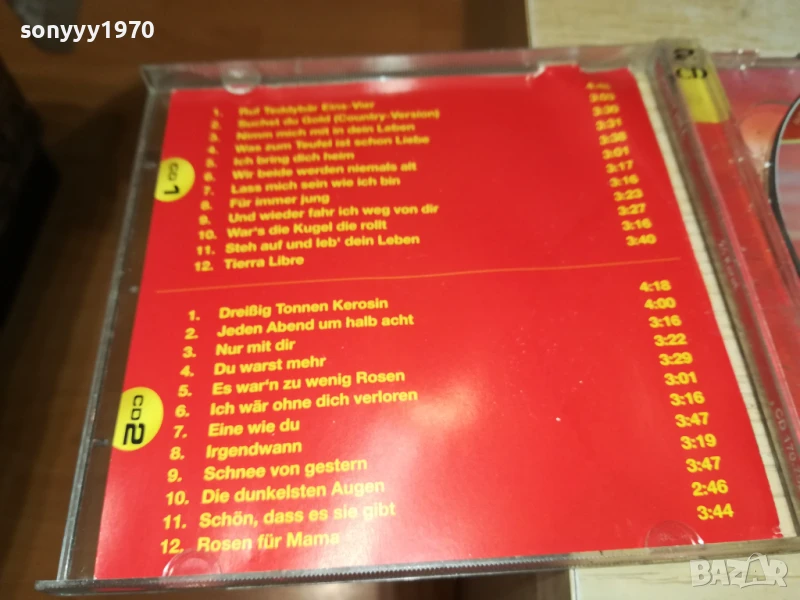 sonyyy1970
CD 1
1. Ruf Teddybär Eins-Vier
2. Suchst du Gold (Country-Version) 3:59
3. Nimm mich mit in dein Leben 3:30
4. Was zum Teufel ist schon Liebe 3:31
5. Ich bring dich heim 3:38
6. Wir beide werden niemals alt 3:01
7. Lass mich sein wie ich bin 3:17
8. Für immer jung 3:16
9. Und wieder fahr ich weg von dir 3:23
10. War's die Kugel die rollt 3:27
11. Steh auf und leb' dein Leben 3:16
12. Tierra Libre 3:40
CD 2
1. Dreißig Tonnen Kerosin 4:18
2. Jeden Abend um halb acht 4:00
3. Nur mit dir 3:16
4. Du warst mehr 3:22
5. Es war'n zu wenig Rosen 3:29
6. Ich wär ohne dich verloren 3:01
7. Eine wie du 3:16
8. Irgendwann 3:47
9. Schnee von gestern 3:19
10. Die dunkelsten Augen 3:47
11. Schön, dass es sie gibt 2:46
12. Rosen für Mama 3:44
2
CD
BAZAR